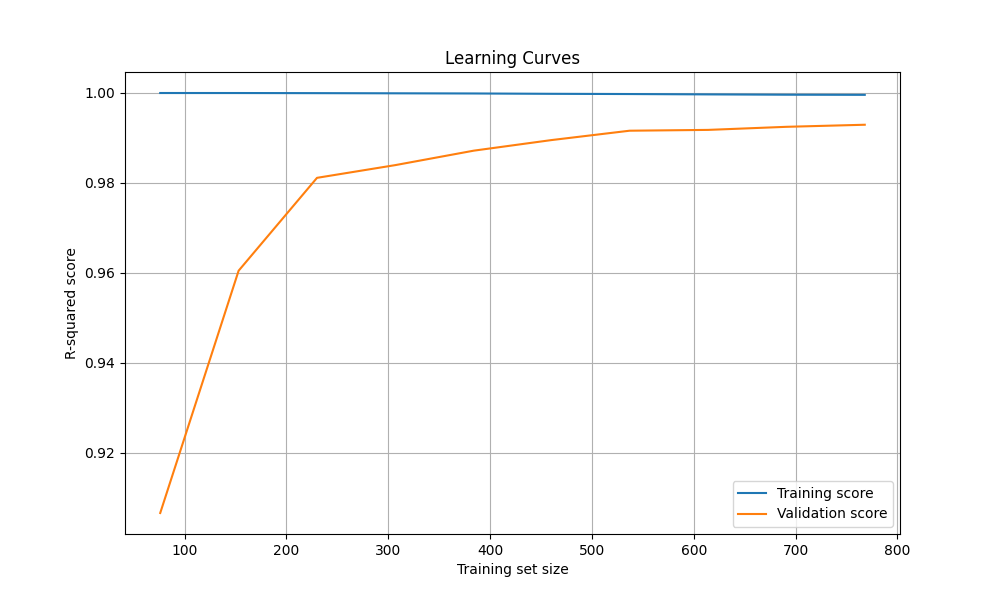 Learning Curves
1.00
0.98
0.96
0.94
0.92
R-squared score
Training score
Validation score
100 200 300 400 500 600 700 800
Training set size